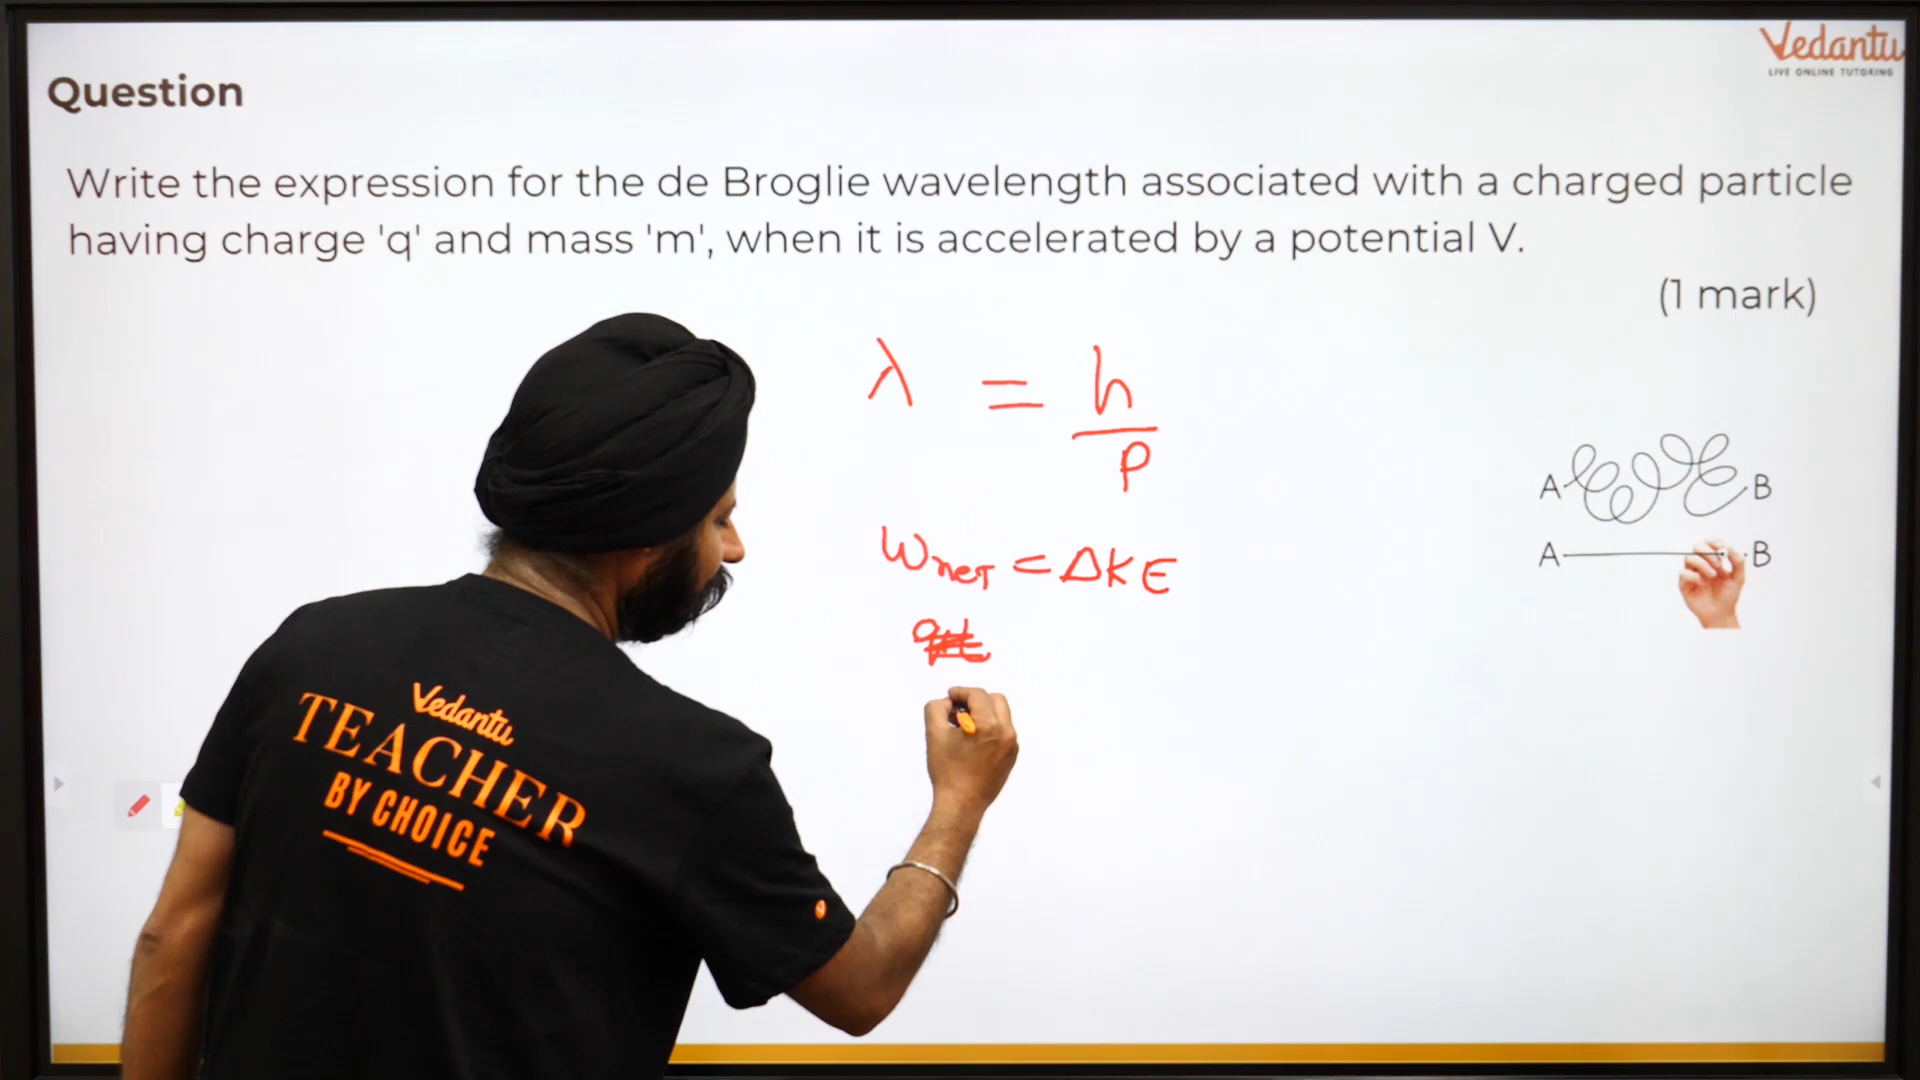 Vedantu
LIVE ONLINE TUTORING
Question
Write the expression for the de Broglie wavelength associated with a charged particle
having charge 'q' and mass 'm', when it is accelerated by a potential V.
(1 mark)
λ = h
P
A B
A B
Wnet = ΔKE
Vedantu
TEACHER
BY CHOICE